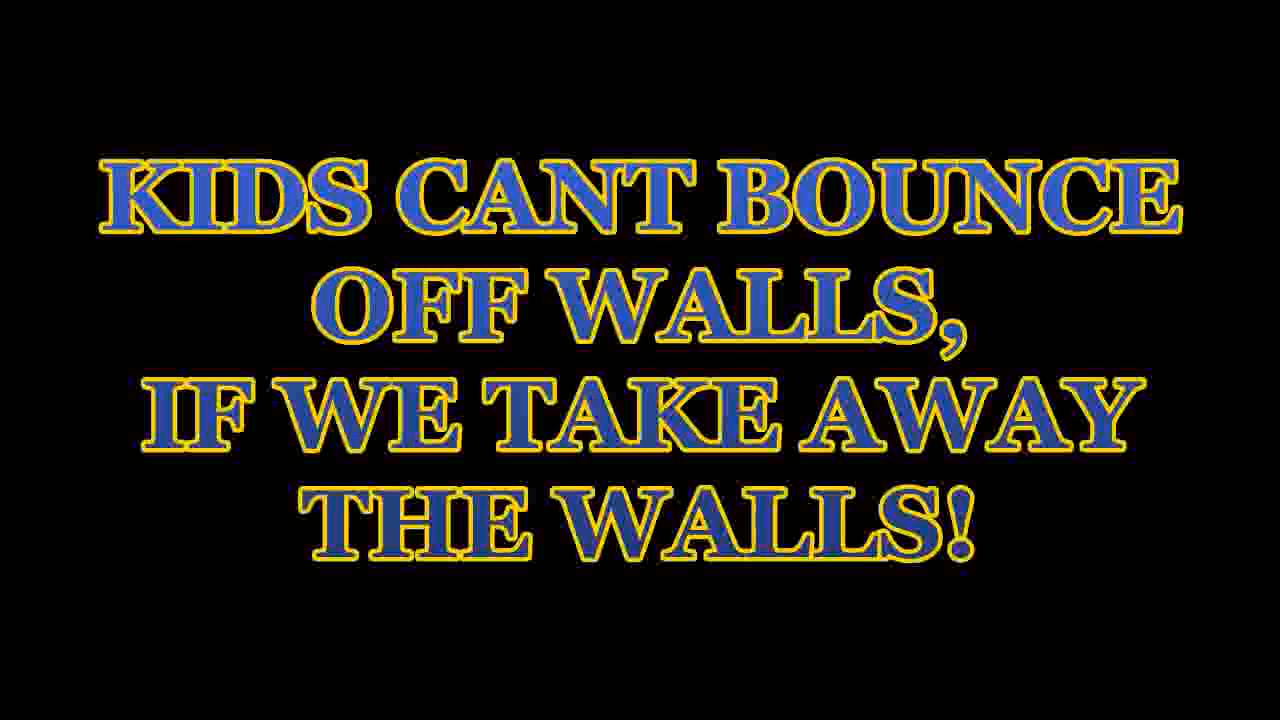 KIDS CANT BOUNCE
OFF WALLS,
IF WE TAKE AWAY
THE WALLS!